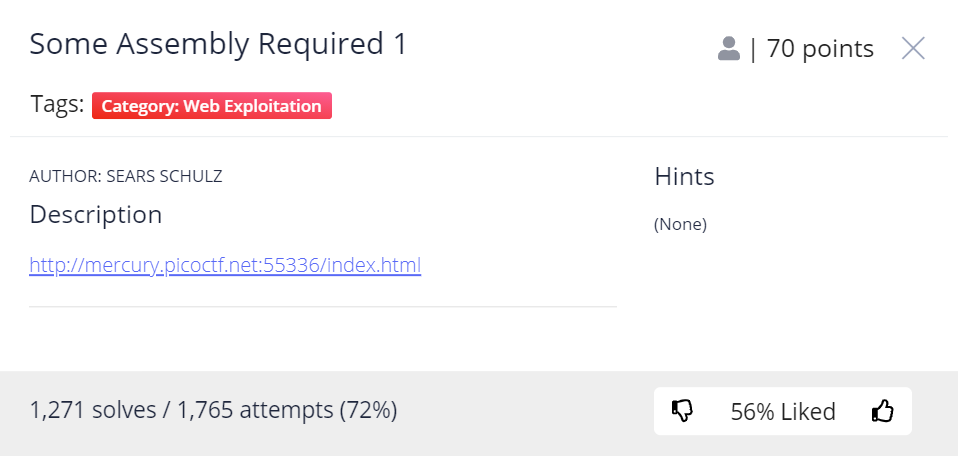 Some Assembly Required 1
| 70 points
Tags: Category: Web Exploitation
AUTHOR: SEARS SCHULZ
Description
http://mercury.picoctf.net:55336/index.html
Hints
(None)
1,271 solves / 1,765 attempts (72%)
56% Liked